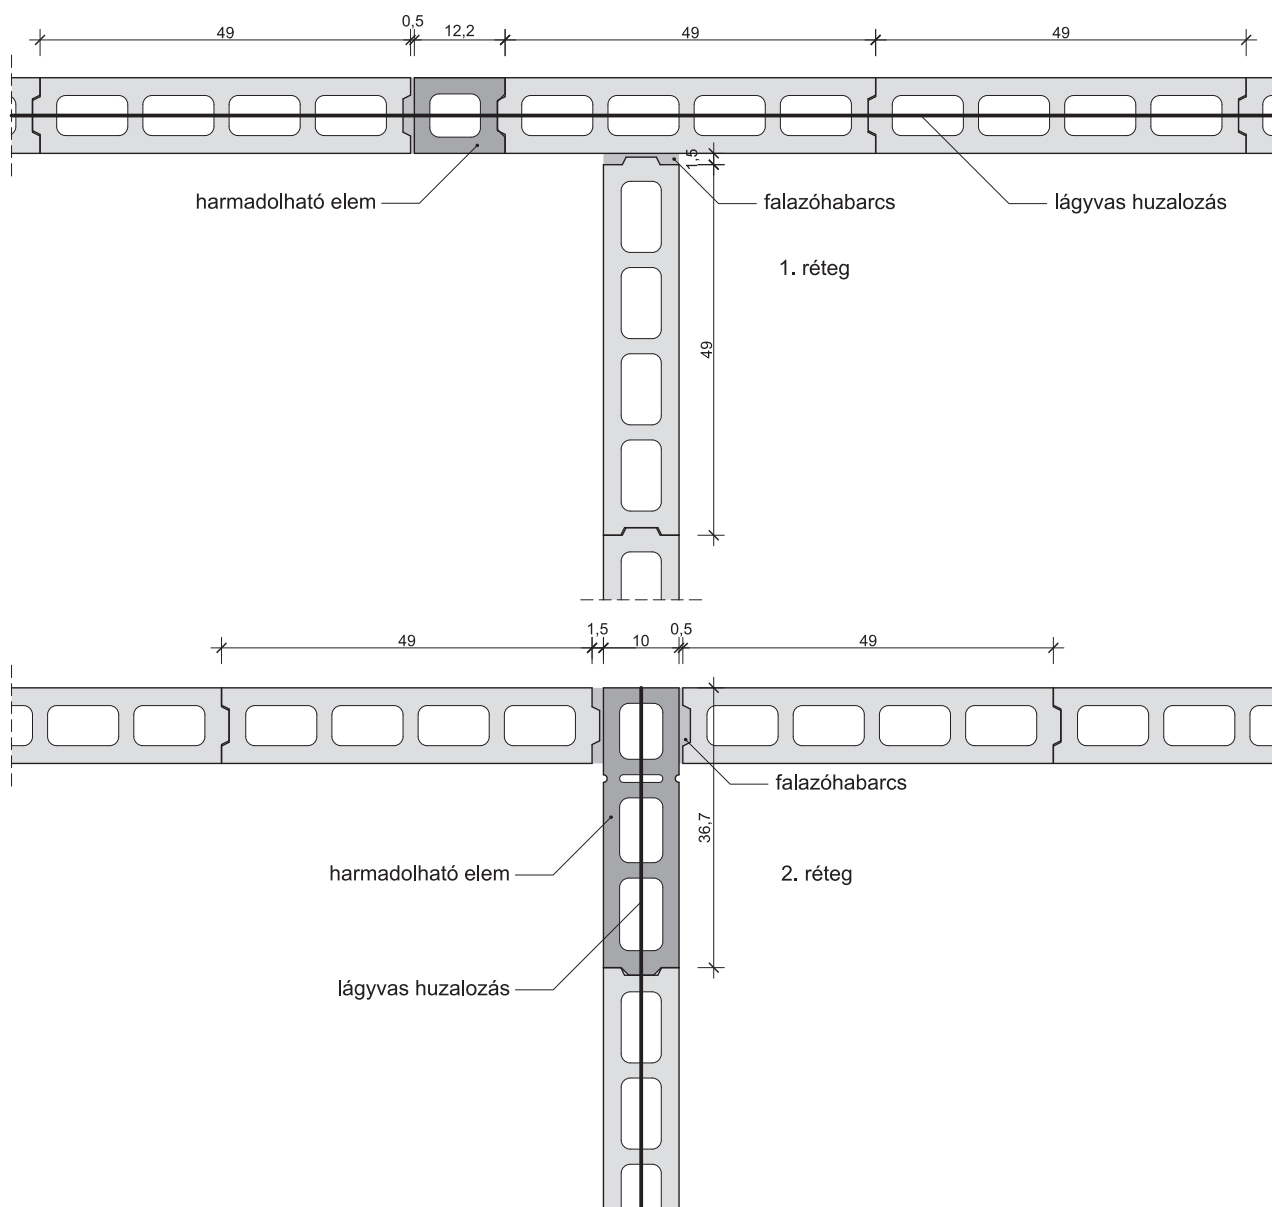 49
0,5
12,2
49
49
1,5
harmadolható elem
falazóhabarcs
lágyvas huzalozás
1. réteg
49
49
1,5
10
0,5
49
falazóhabarcs
36,7
harmadolható elem
2. réteg
lágyvas huzalozás